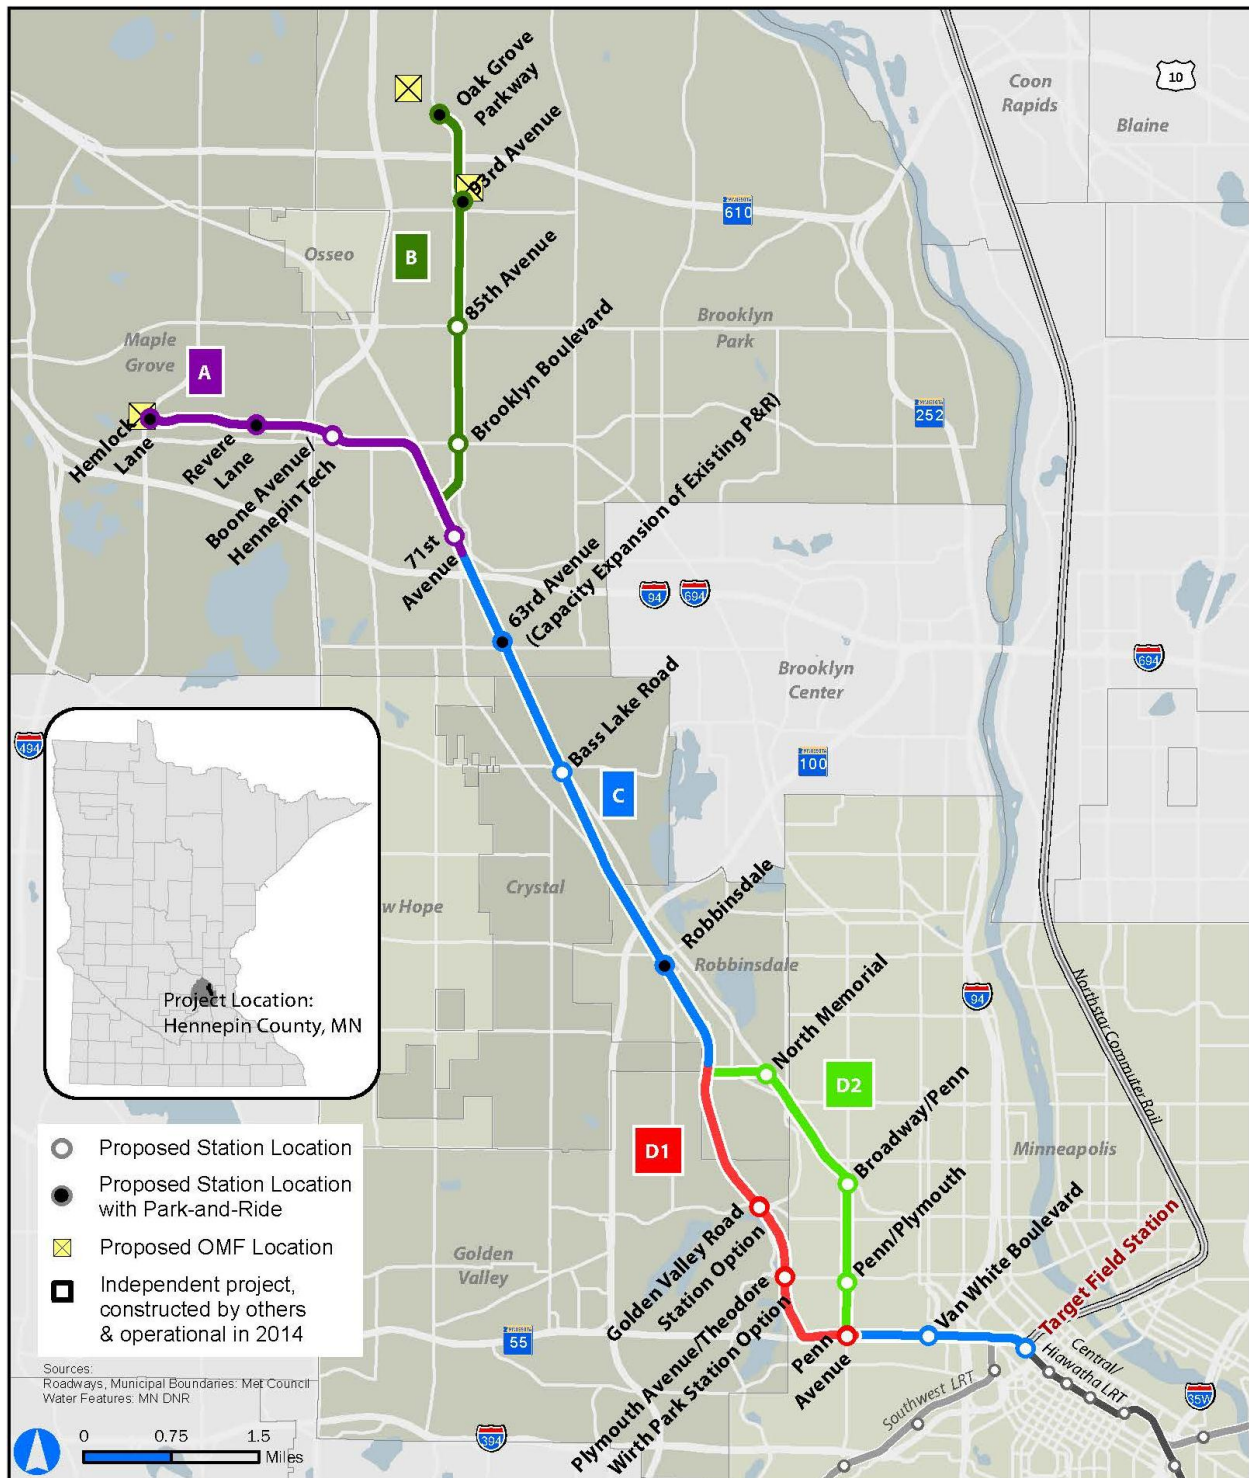 Oak Grove
Parkway
93rd Avenue
Coon
Rapids
10
Blaine
MINNESOTA
610
Osseo
B
85th Avenue
Brooklyn
Park
Maple
Grove
A
Brooklyn Boulevard
MINNESOTA
252
Hemlock
Lane
Revere
Lane
Boone Avenue/
Hennepin Tech
71st
Avenue
63rd Avenue
(Capacity Expansion of Existing P&R)
94
694
694
Brooklyn
Center
Bass Lake Road
494
MINNESOTA
100
C
Crystal
w Hope
Robbinsdale
Robbinsdale
94
Northstar Commuter Rail
Project Location:
Hennepin County, MN
North Memorial
D2
Broadway/Penn
Minneapolis
D1
Penn/Plymouth
Van White Boulevard
Target Field Station
Golden
Valley
Golden Valley Road
Station Option
Plymouth Avenue/Theodore
Wirth Park Station Option
Penn
Avenue
MINNESOTA
55
Central/
Hiawatha LRT
Southwest LRT
35W
394
Proposed Station Location
Proposed Station Location
with Park-and-Ride
Proposed OMF Location
Independent project,
constructed by others
& operational in 2014
Sources:
Roadways, Municipal Boundaries: Met Council
Water Features: MN DNR
0 0.75 1.5
Miles